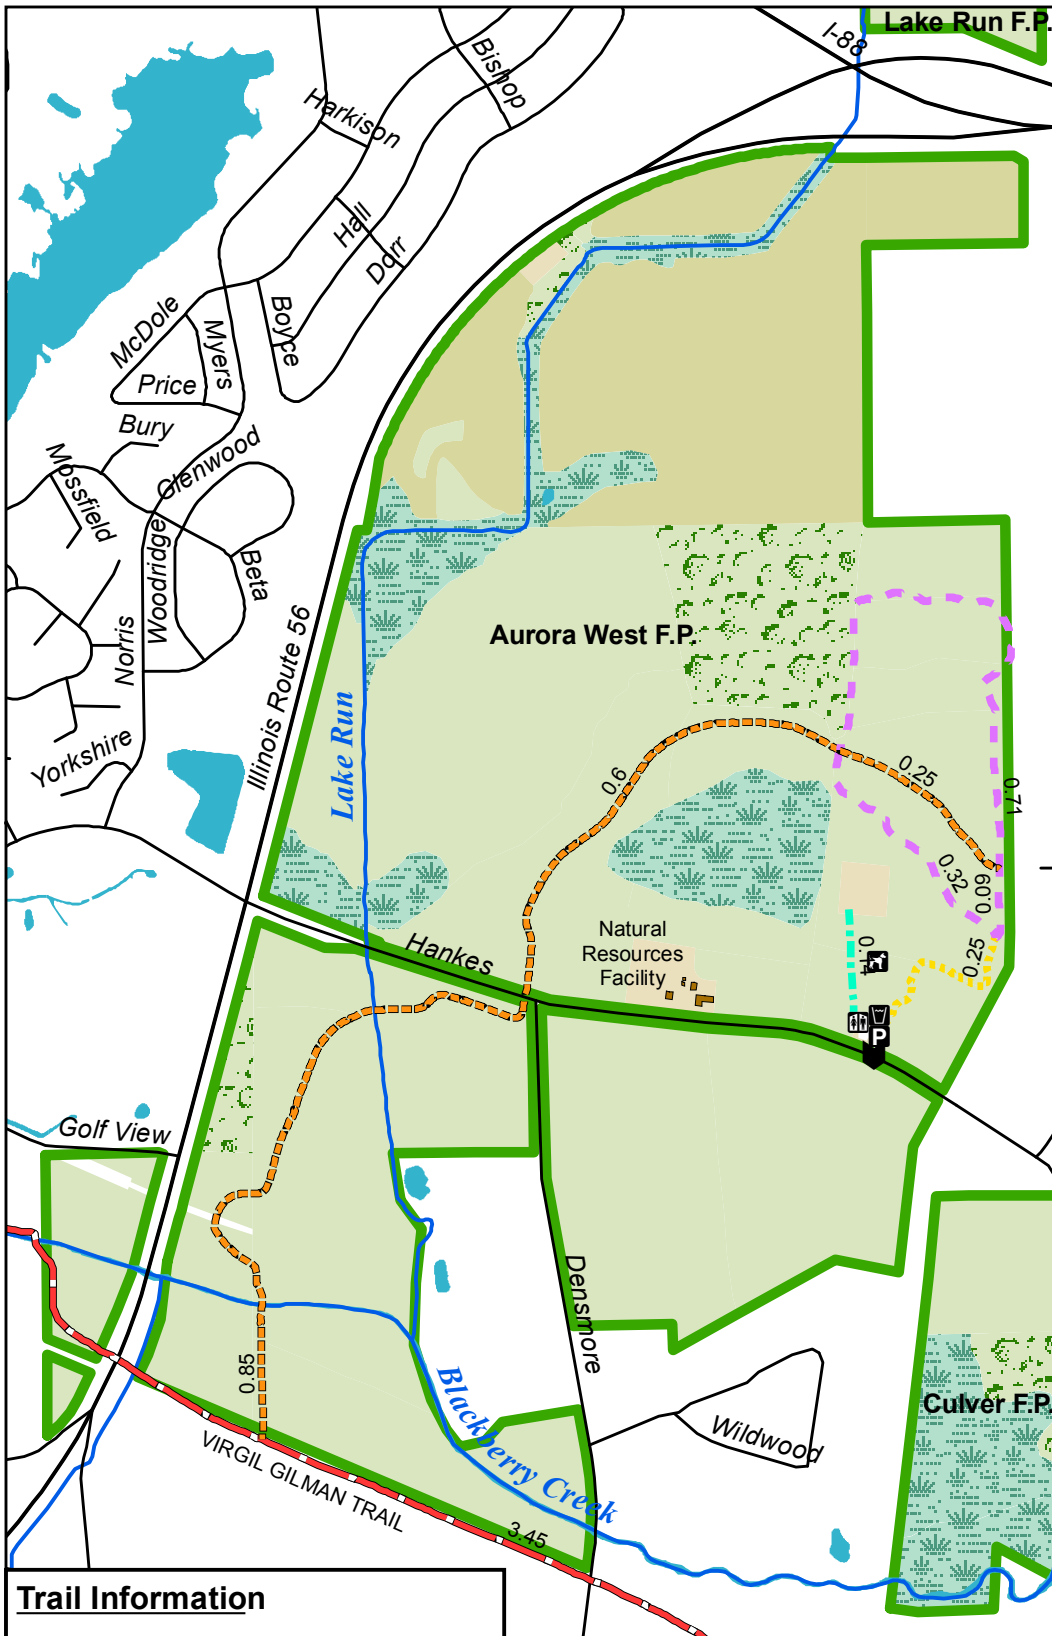 Lake Run F.P.
I-88
Bishop
Harkison
Hall
Dorr
McDole
Myers
Boyce
Price
Bury
Glenwood
Mossfield
Woodridge
Beta
Norris
Yorkshire
Illinois Route 56
Aurora West F.P.
Lake Run
0.6
0.25
0.71
0.32
0.09
Natural
Resources
Facility
Hankes
0.14
0.25
P
Golf View
Densmore
0.85
Blackberry Creek
Wildwood
Culver F.P.
VIRGIL GILMAN TRAIL
3.45
Trail Information